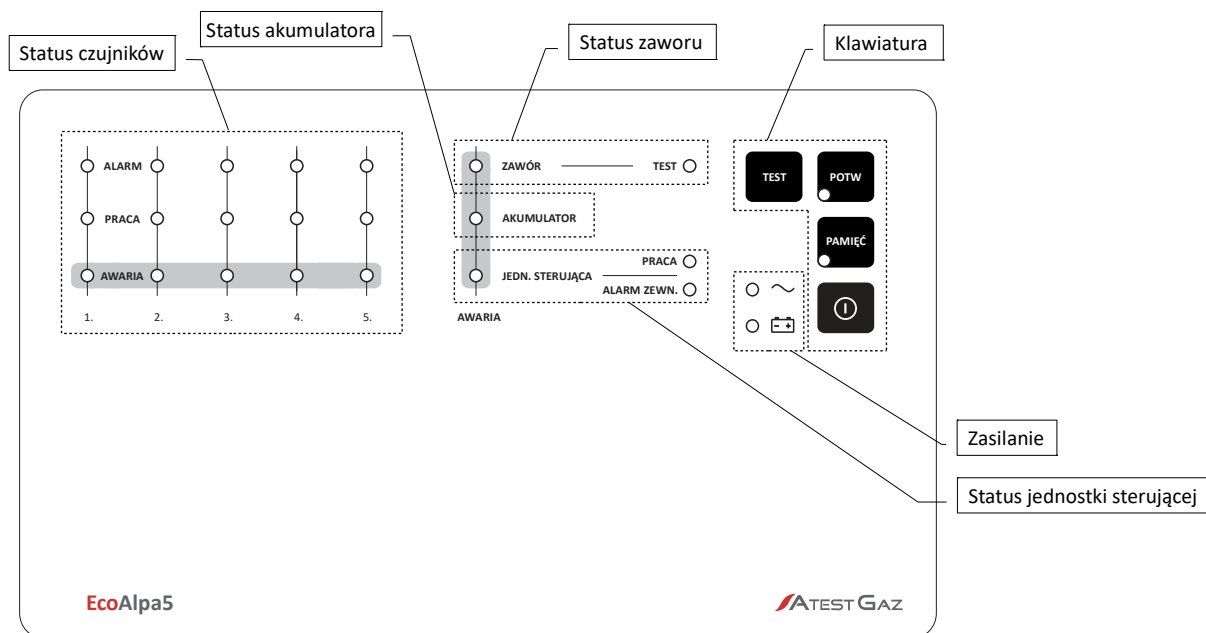 Status czujników
Status akumulatora
Status zaworu
Klawiatura
ALARM
PRACA
AWARIA
1. 2. 3. 4. 5.
ZAWÓR TEST
AKUMULATOR
PRACA
JEDN. STERUJĄCA
ALARM ZEWN.
AWARIA
TEST POTW
PAMIĘĆ
Zasilanie
Status jednostki sterującej
EcoAlpa5
ATEST GAZ